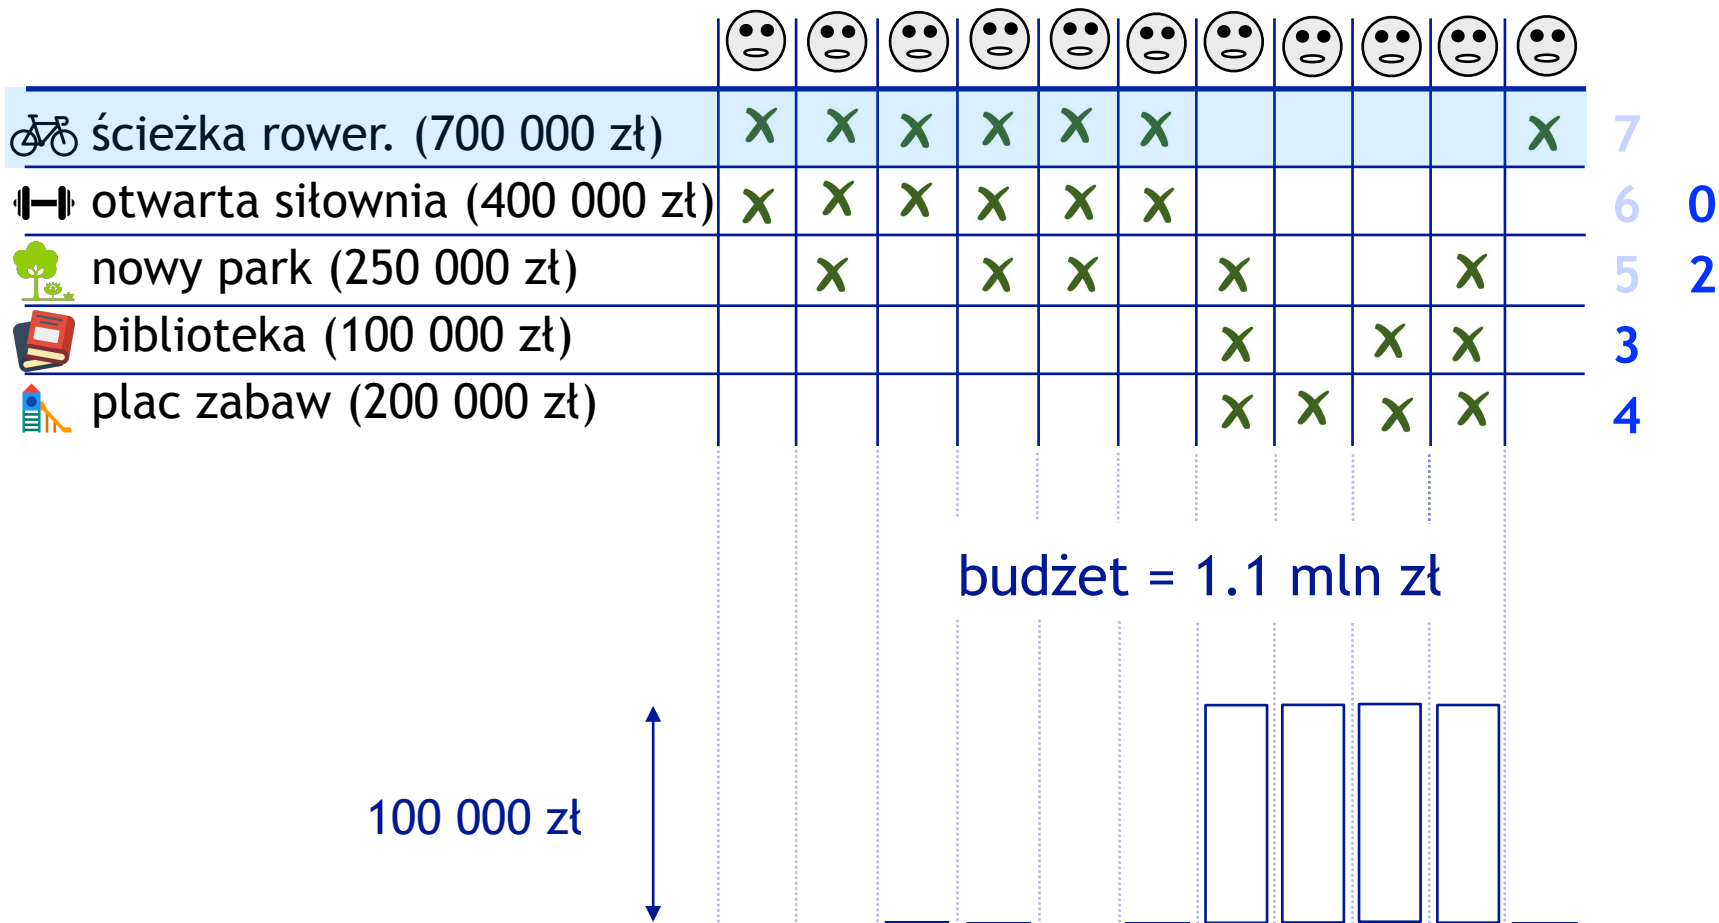 ścieżka rower. (700 000 zł) 7
otwarta siłownia (400 000 zł) 6 0
nowy park (250 000 zł) 5 2
biblioteka (100 000 zł) 3
plac zabaw (200 000 zł) 4
budżet = 1.1 mln zł
100 000 zł